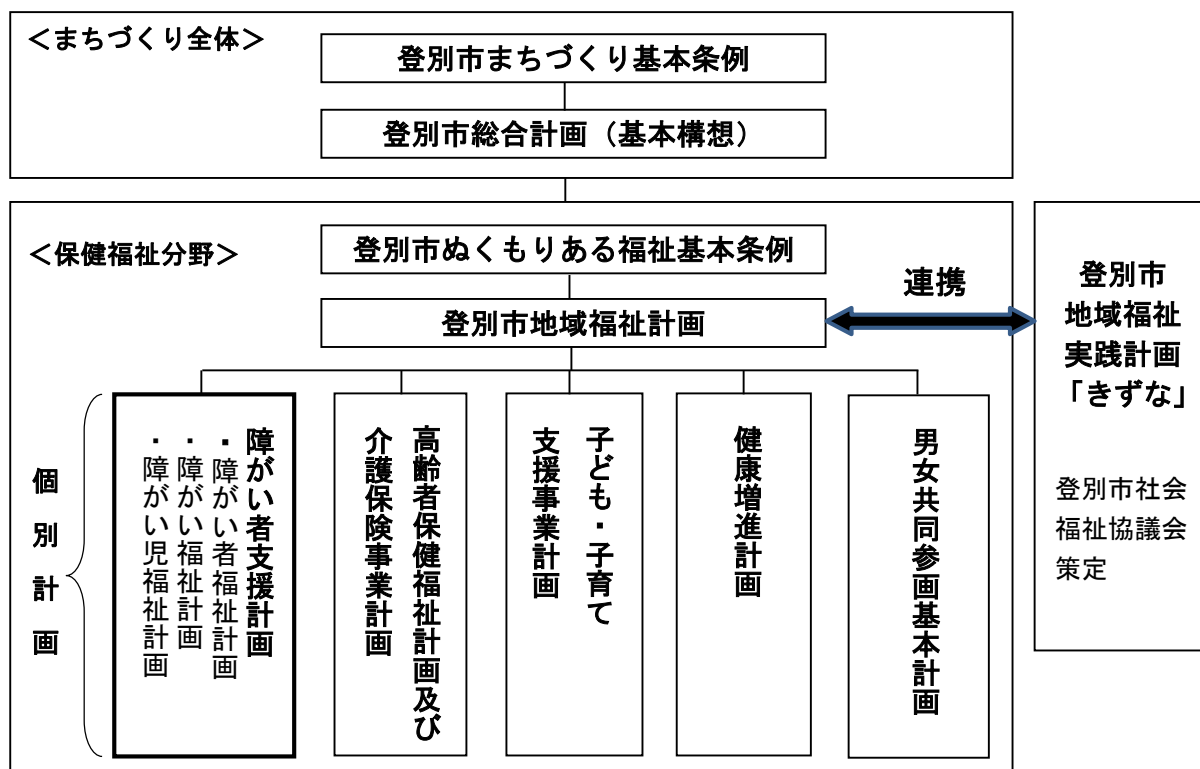 ＜まちづくり全体＞
登別市まちづくり基本条例
登別市総合計画（基本構想）
＜保健福祉分野＞
登別市ぬくもりある福祉基本条例
登別市地域福祉計画
連携
登別市
地域福祉
実践計画
「きずな」
登別市社会
福祉協議会
策定
個別計画
障がい者支援計画
・障がい者福祉計画
・障がい福祉計画
・障がい児福祉計画
高齢者保健福祉計画及び
介護保険事業計画
子ども・子育て
支援事業計画
健康増進計画
男女共同参画基本計画